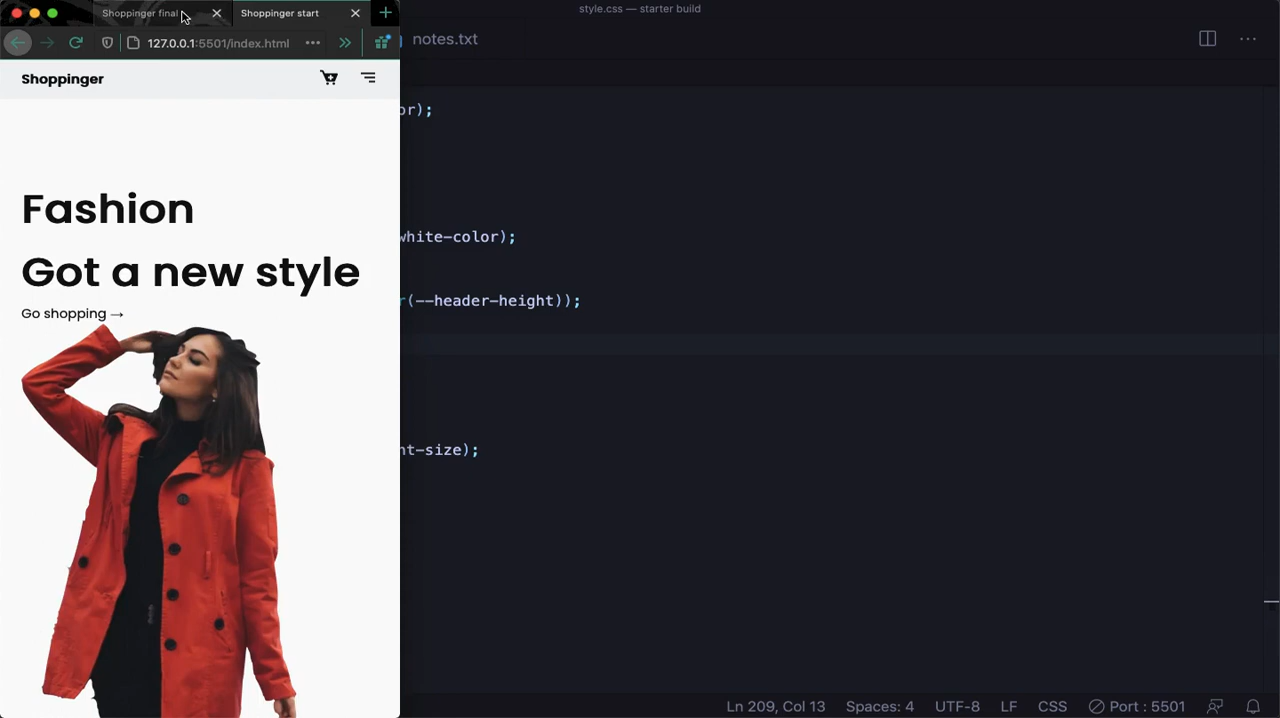 style.css — starter build
Shoppinger final
Shoppinger start
127.0.0.1:5501/index.html
notes.txt
Shoppinger
or);
Fashion
white-color);
Got a new style
r(--header-height));
Go shopping →
nt-size);
Ln 209, Col 13
Spaces: 4
UTF-8
LF
CSS
Port : 5501